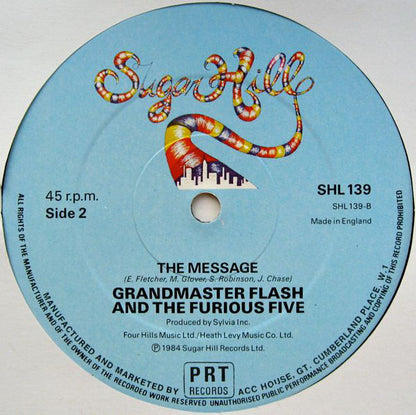 Sugar Hill
45 r.p.m.
Side 2
SHL 139
SHL 139-B
Made in England
THE MESSAGE
(E. Fletcher, M. Glover, S. Robinson, J. Chase)
GRANDMASTER FLASH
AND THE FURIOUS FIVE
Produced by Sylvia Inc.
Four Hills Music Ltd./Heath Levy Music Co. Ltd.
℗ 1984 Sugar Hill Records Ltd.
PRT
RECORDS
MANUFACTURED AND MARKETED BY
ACC HOUSE, GT. CUMBERLAND PLACE, W.1.
ALL RIGHTS OF THE MANUFACTURER AND OF THE OWNER OF THE RECORDED WORK RESERVED UNAUTHORISED PUBLIC PERFORMANCE BROADCASTING AND COPYING OF THIS RECORD PROHIBITED